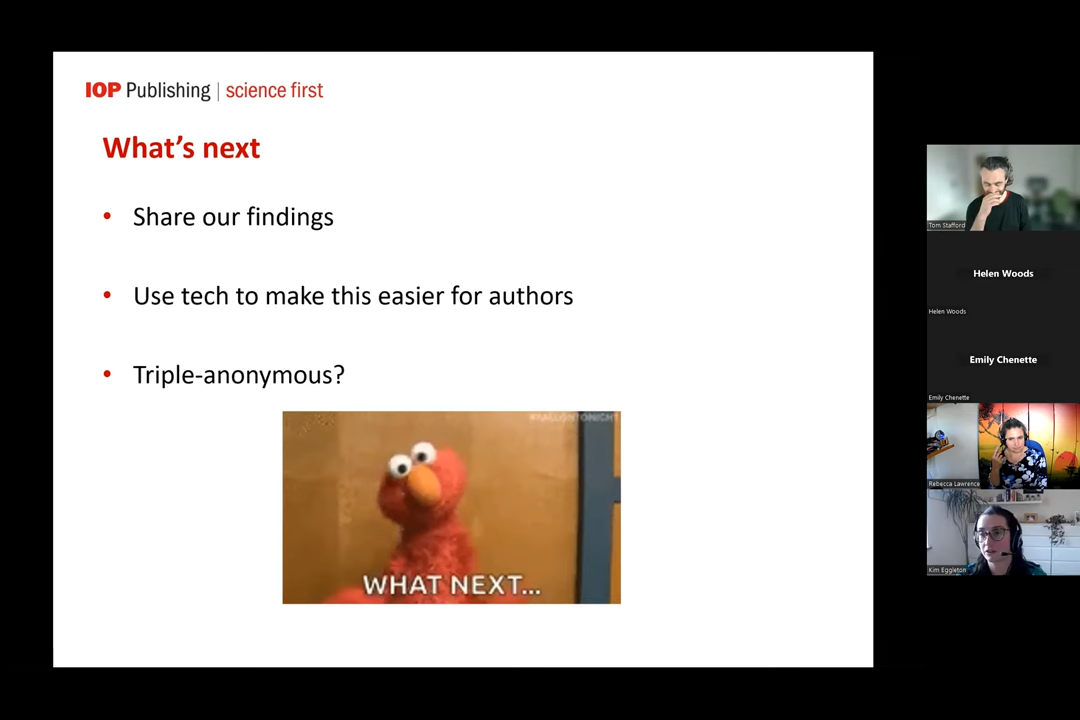 IOP Publishing | science first
What's next
• Share our findings
• Use tech to make this easier for authors
• Triple-anonymous?
#FALLONTONIGHT
WHAT NEXT...
Tom Stafford
Helen Woods
Helen Woods
Emily Chenette
Emily Chenette
Rebecca Lawrence
Kim Eggleton